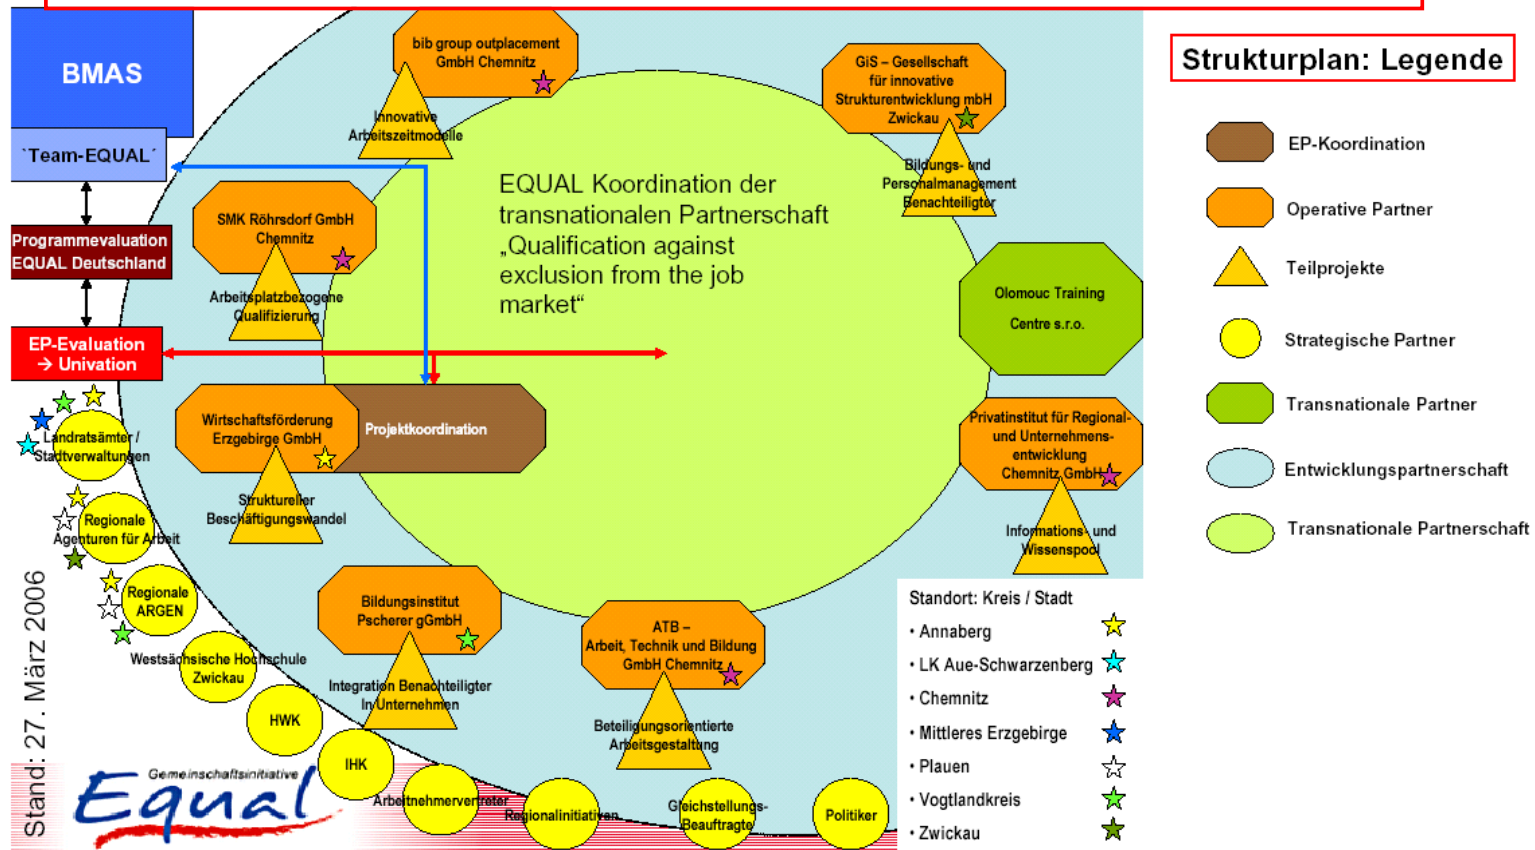 BMAS
´Team-EQUAL´
Programmevaluation
EQUAL Deutschland
EP-Evaluation
→ Univation
bib group outplacement
GmbH Chemnitz
Innovative
Arbeitszeitmodelle
GiS – Gesellschaft
für innovative
Strukturentwicklung mbH
Zwickau
Bildungs- und
Personalmanagement
Benachteiligter
SMK Röhrsdorf GmbH
Chemnitz
Arbeitsplatzbezogene
Qualifizierung
EQUAL Koordination der
transnationalen Partnerschaft
„Qualification against
exclusion from the job
market“
Olomouc Training
Centre s.r.o.
Wirtschaftsförderung
Erzgebirge GmbH
Projektkoordination
Struktureller
Beschäftigungswandel
Privatinstitut für Regional-
und Unternehmens-
entwicklung
Chemnitz GmbH
Informations- und
Wissenspool
Bildungsinstitut
Pscherer gGmbH
Integration Benachteiligter
In Unternehmen
ATB –
Arbeit, Technik und Bildung
GmbH Chemnitz
Beteiligungsorientierte
Arbeitsgestaltung
Landratsämter /
Stadtverwaltungen
Regionale
Agenturen für Arbeit
Regionale
ARGEN
Westsächsische Hochschule
Zwickau
HWK
IHK
Arbeitnehmervertreter
Regionalinitiativen
Gleichstellungs-
Beauftragte
Politiker
Stand: 27. März 2006
Gemeinschaftsinitiative
Equal
Standort: Kreis / Stadt
• Annaberg
• LK Aue-Schwarzenberg
• Chemnitz
• Mittleres Erzgebirge
• Plauen
• Vogtlandkreis
• Zwickau
Strukturplan: Legende
EP-Koordination
Operative Partner
Teilprojekte
Strategische Partner
Transnationale Partner
Entwicklungspartnerschaft
Transnationale Partnerschaft